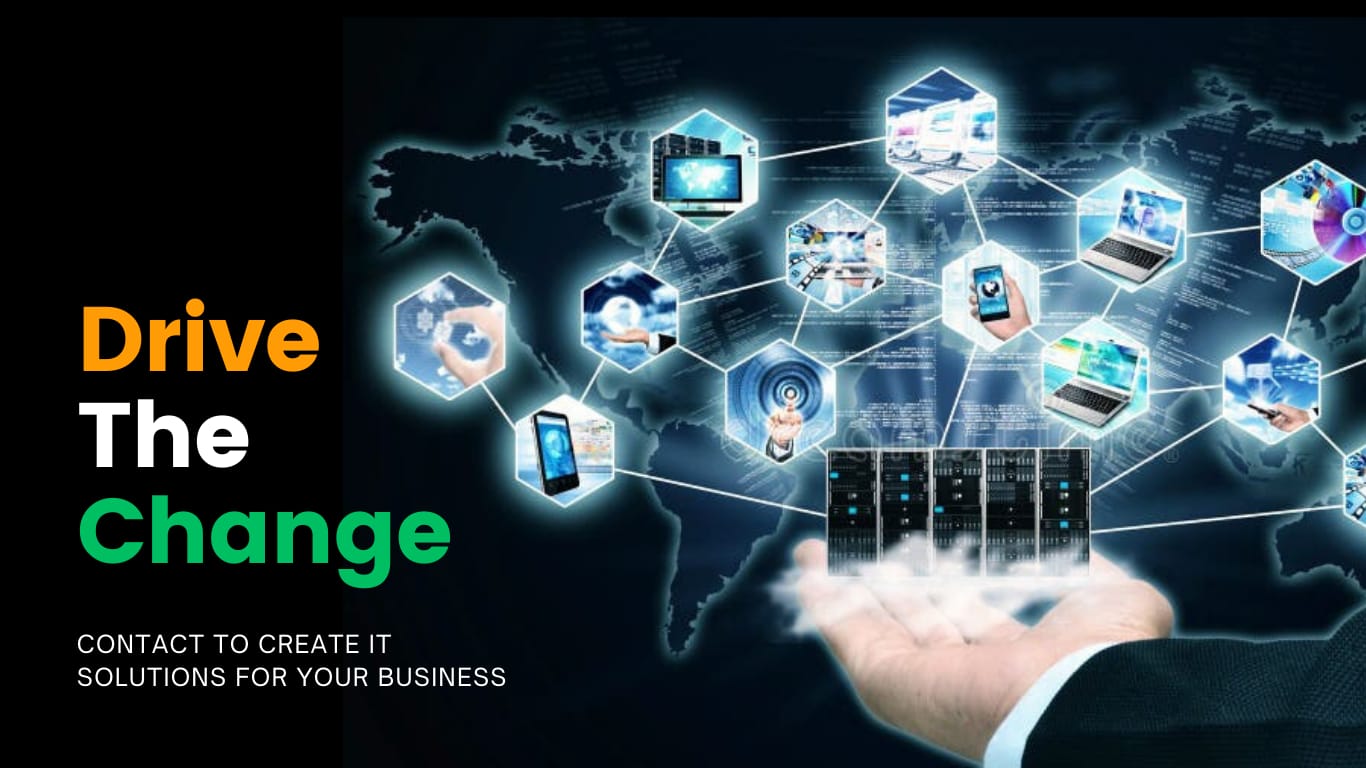 Drive
The
Change
CONTACT TO CREATE IT
SOLUTIONS FOR YOUR BUSINESS